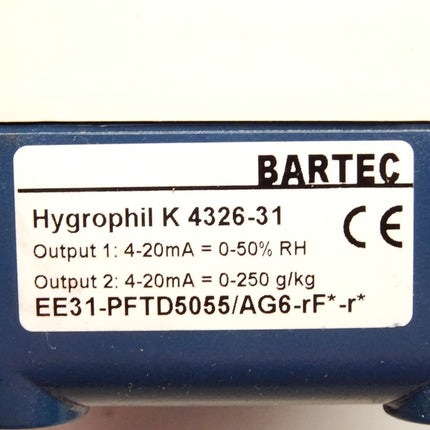 BARTEC
Hygrophil K 4326-31
CE
Output 1: 4-20mA = 0-50% RH
Output 2: 4-20mA = 0-250 g/kg
EE31-PFTD5055/AG6-rF*-r*